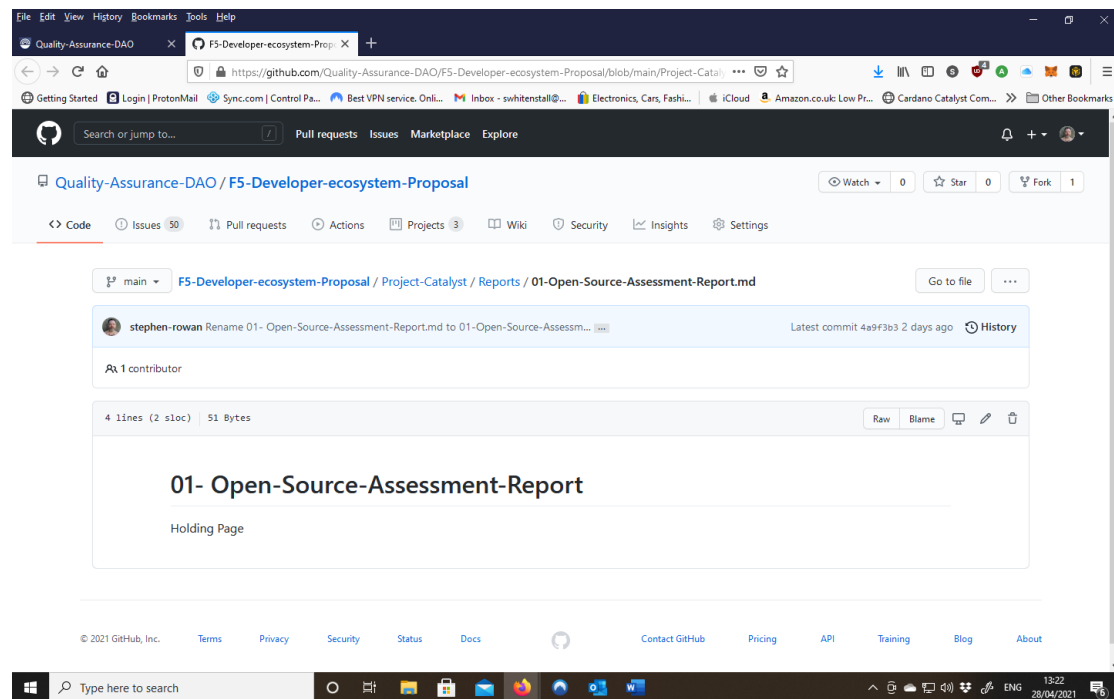 File Edit View History Bookmarks Tools Help
Quality-Assurance-DAO F5-Developer-ecosystem-Prop
https://github.com/Quality-Assurance-DAO/F5-Developer-ecosystem-Proposal/blob/main/Project-Cataly
4
Getting Started Login | ProtonMail Sync.com | Control Pa... Best VPN service. Onli... Inbox - swhitenstall@... Electronics, Cars, Fashi... iCloud Amazon.co.uk: Low Pr... Cardano Catalyst Com... Other Bookmarks
Search or jump to... / Pull requests Issues Marketplace Explore
Quality-Assurance-DAO / F5-Developer-ecosystem-Proposal Watch 0 Star 0 Fork 1
<> Code Issues 50 Pull requests Actions Projects 3 Wiki Security Insights Settings
main F5-Developer-ecosystem-Proposal / Project-Catalyst / Reports / 01-Open-Source-Assessment-Report.md Go to file ...
stephen-rowan Rename 01- Open-Source-Assessment-Report.md to 01-Open-Source-Assessm... ... Latest commit 4a9f3b3 2 days ago History
1 contributor
4 lines (2 sloc) 51 Bytes Raw Blame
01- Open-Source-Assessment-Report
Holding Page
© 2021 GitHub, Inc. Terms Privacy Security Status Docs Contact GitHub Pricing API Training Blog About
Type here to search ENG 13:22
28/04/2021 6